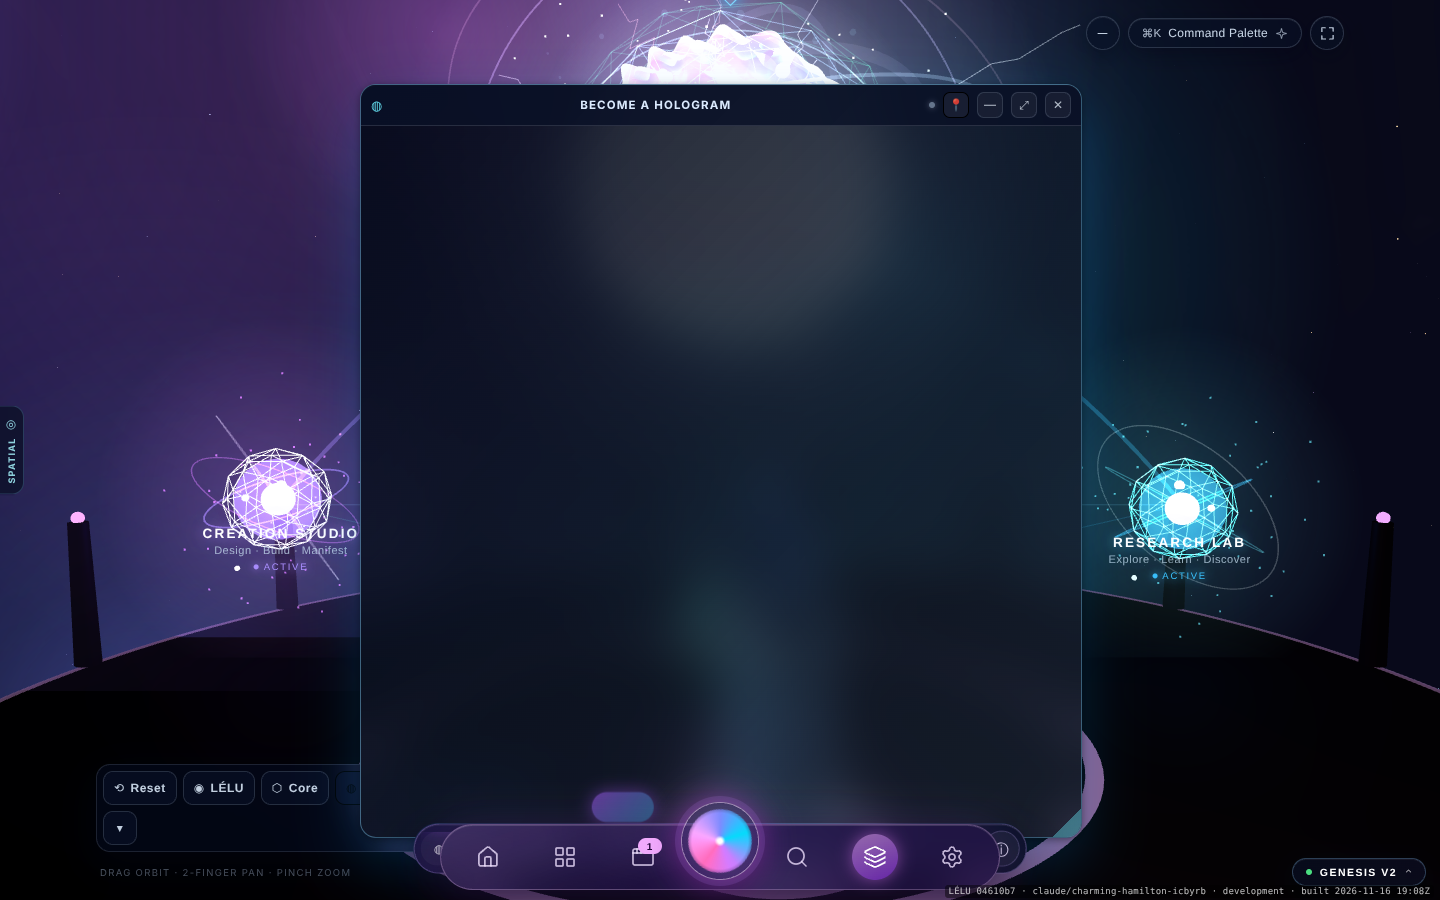 ⌘K Command Palette
BECOME A HOLOGRAM
SPATIAL
CREATION STUDIO
Design · Build · Manifest
ACTIVE
RESEARCH LAB
Explore · Learn · Discover
ACTIVE
Reset
LÉLU
Core
1
DRAG ORBIT · 2-FINGER PAN · PINCH ZOOM
GENESIS V2
LÉLU 04610b7 · claude/charming-hamilton-icbyrb · development · built 2026-11-16 19:08Z